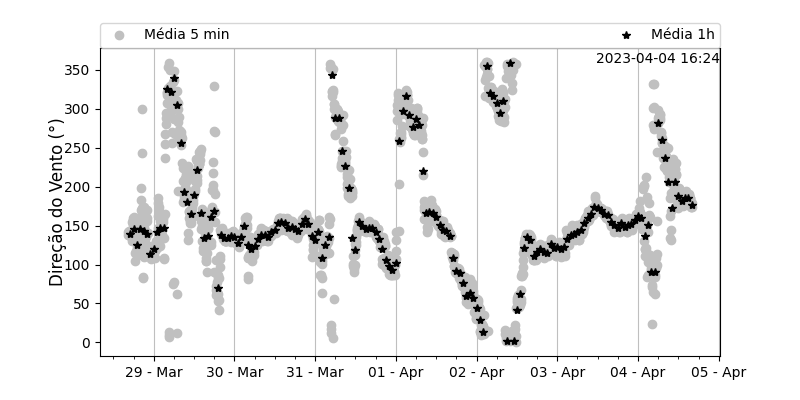 Média 5 min
Média 1h
2023-04-04 16:24
Direção do Vento (°)
350
300
250
200
150
100
50
0
29 - Mar
30 - Mar
31 - Mar
01 - Apr
02 - Apr
03 - Apr
04 - Apr
05 - Apr